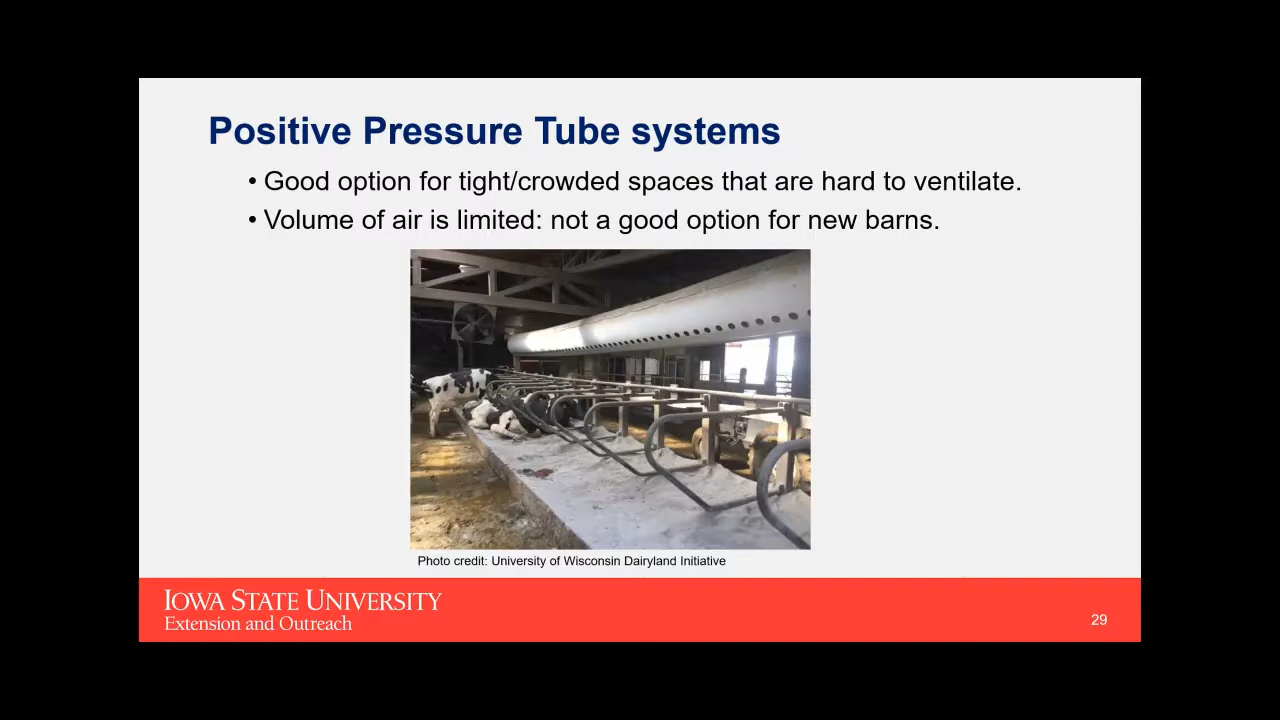 Positive Pressure Tube systems
• Good option for tight/crowded spaces that are hard to ventilate.
• Volume of air is limited: not a good option for new barns.
Photo credit: University of Wisconsin Dairyland Initiative
IOWA STATE UNIVERSITY
Extension and Outreach
29